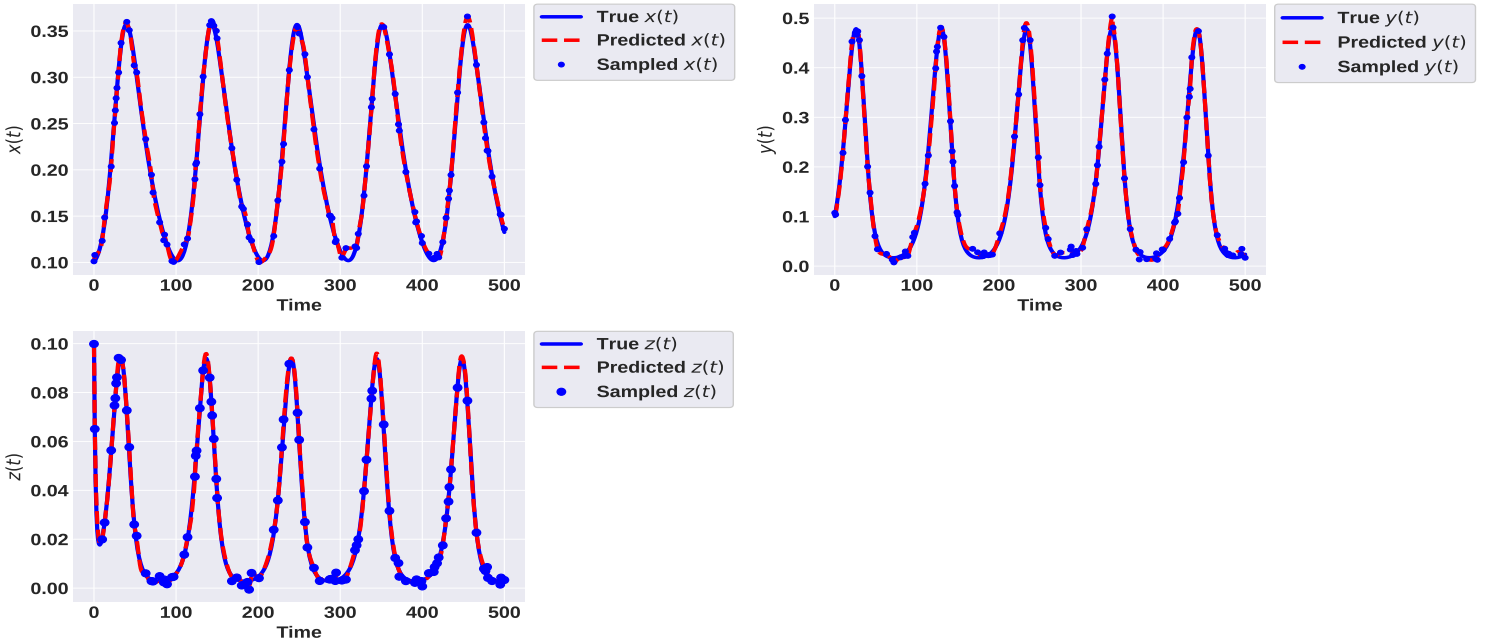 0.35
0.30
0.25
0.20
0.15
0.10
x(t)
0 100 200 300 400 500
Time
True x(t)
Predicted x(t)
Sampled x(t)
0.5
0.4
0.3
0.2
0.1
0.0
y(t)
0 100 200 300 400 500
Time
True y(t)
Predicted y(t)
Sampled y(t)
0.10
0.08
0.06
0.04
0.02
0.00
z(t)
0 100 200 300 400 500
Time
True z(t)
Predicted z(t)
Sampled z(t)